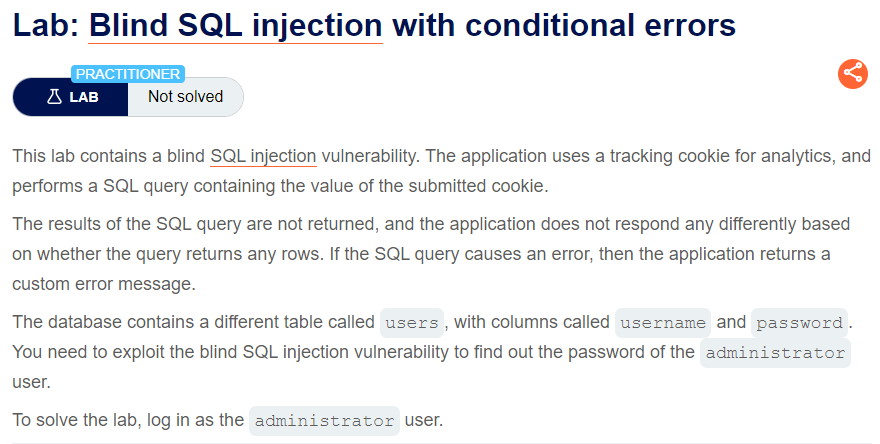 Lab: Blind SQL injection with conditional errors
PRACTITIONER
LAB Not solved
This lab contains a blind SQL injection vulnerability. The application uses a tracking cookie for analytics, and
performs a SQL query containing the value of the submitted cookie.
The results of the SQL query are not returned, and the application does not respond any differently based
on whether the query returns any rows. If the SQL query causes an error, then the application returns a
custom error message.
The database contains a different table called users, with columns called username and password.
You need to exploit the blind SQL injection vulnerability to find out the password of the administrator
user.
To solve the lab, log in as the administrator user.